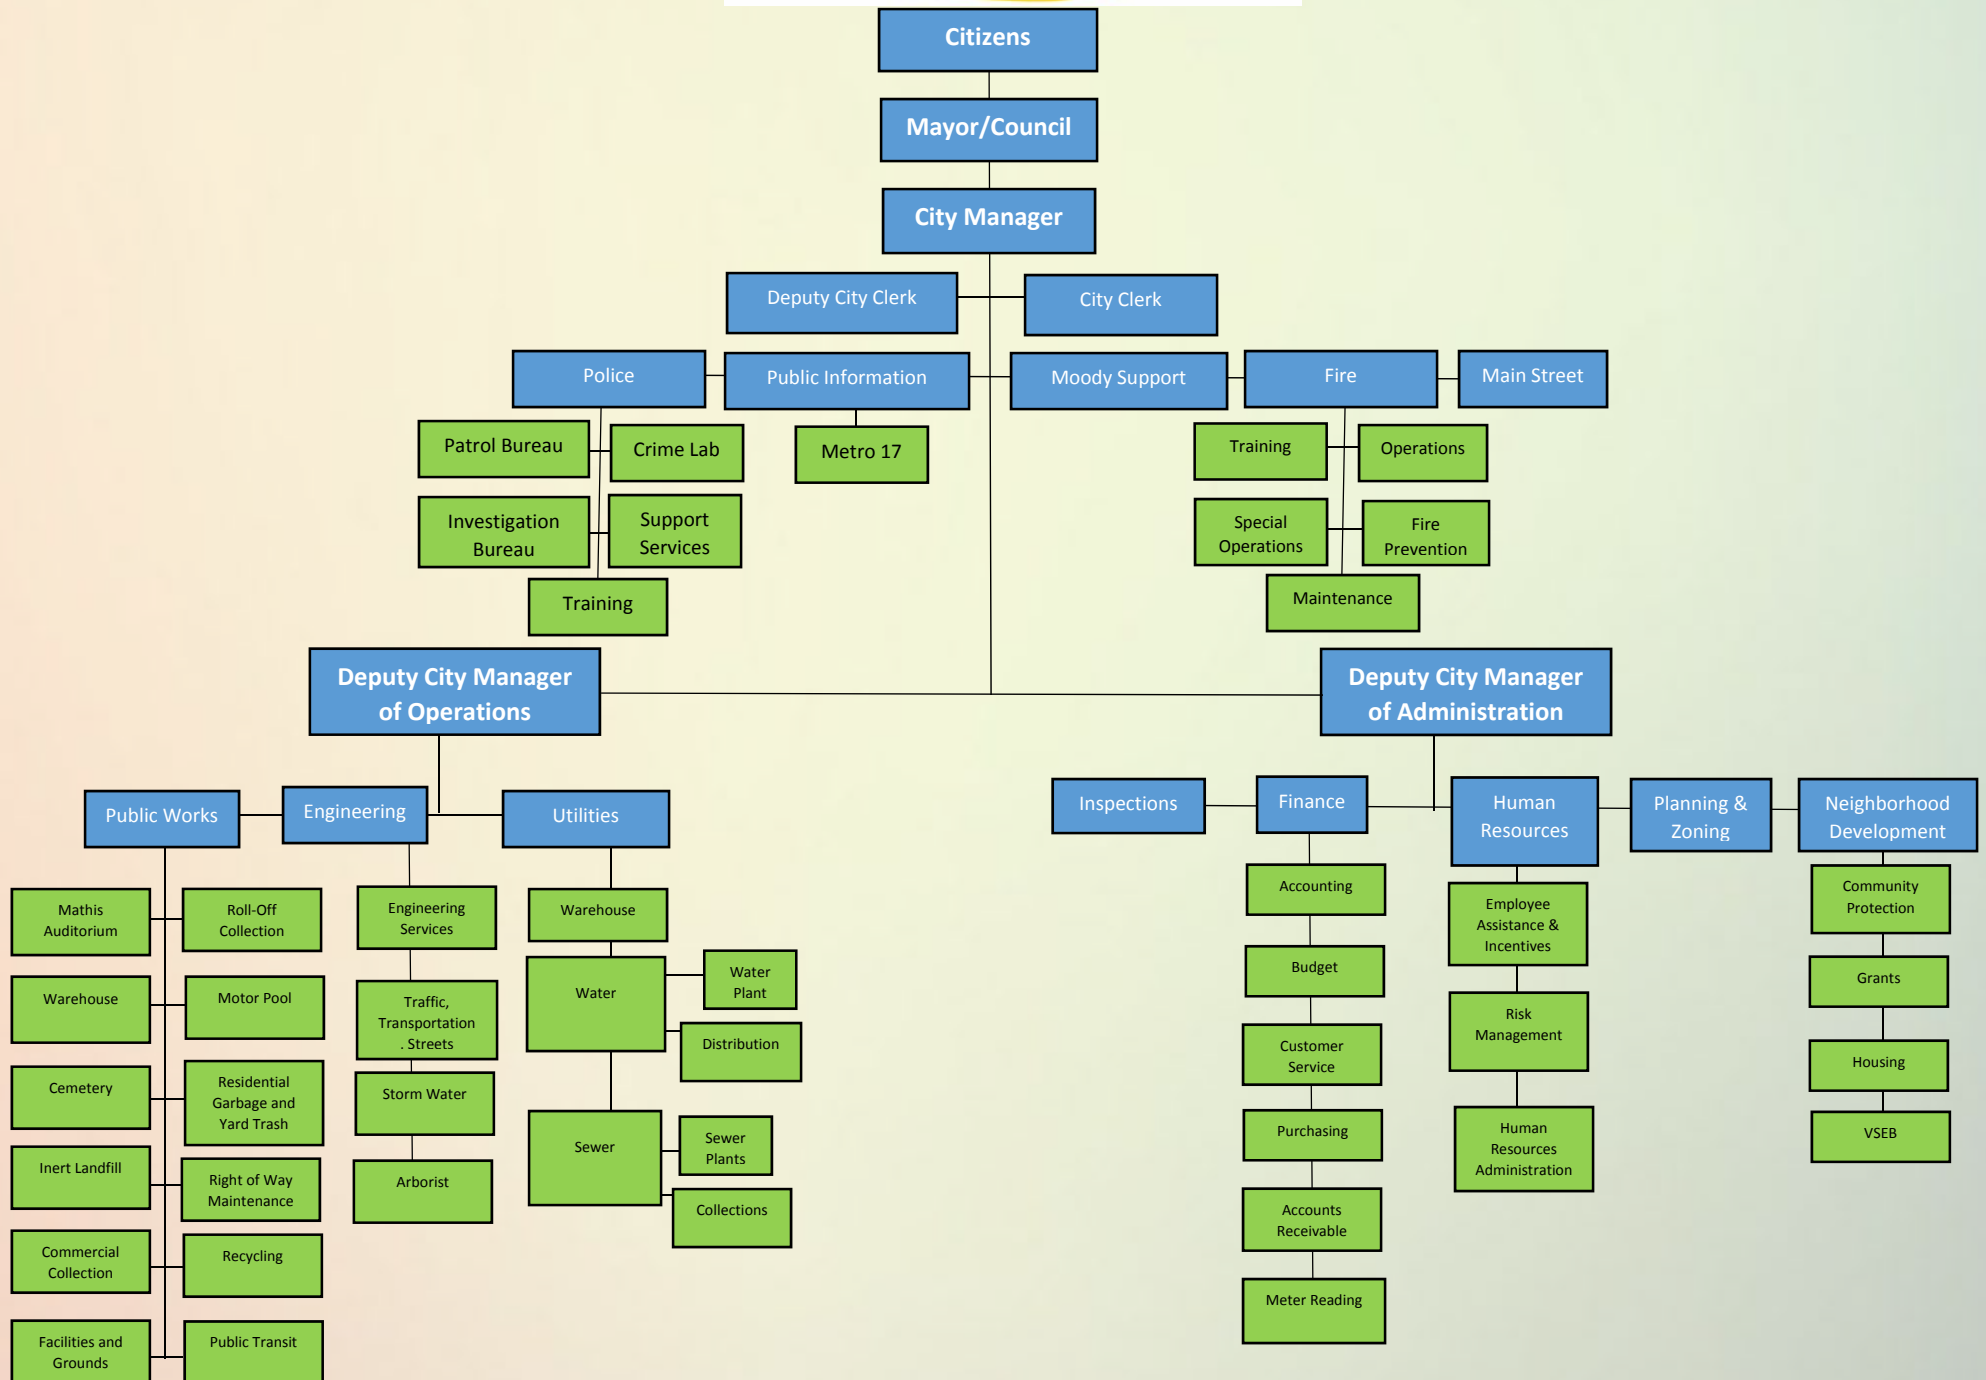 Citizens
Mayor/Council
City Manager
Deputy City Clerk
City Clerk
Police
Public Information
Moody Support
Fire
Main Street
Patrol Bureau
Crime Lab
Metro 17
Training
Operations
Investigation
Bureau
Support
Services
Special
Operations
Fire
Prevention
Training
Maintenance
Deputy City Manager
of Operations
Deputy City Manager
of Administration
Public Works
Engineering
Utilities
Inspections
Finance
Human
Resources
Planning &
Zoning
Neighborhood
Development
Mathis
Auditorium
Roll-Off
Collection
Warehouse
Motor Pool
Cemetery
Residential
Garbage and
Yard Trash
Inert Landfill
Right of Way
Maintenance
Commercial
Collection
Recycling
Facilities and
Grounds
Public Transit
Engineering
Services
Traffic,
Transportation
. Streets
Storm Water
Arborist
Warehouse
Water
Water
Plant
Distribution
Sewer
Sewer
Plants
Collections
Accounting
Budget
Customer
Service
Purchasing
Accounts
Receivable
Meter Reading
Employee
Assistance &
Incentives
Risk
Management
Human
Resources
Administration
Community
Protection
Grants
Housing
VSEB